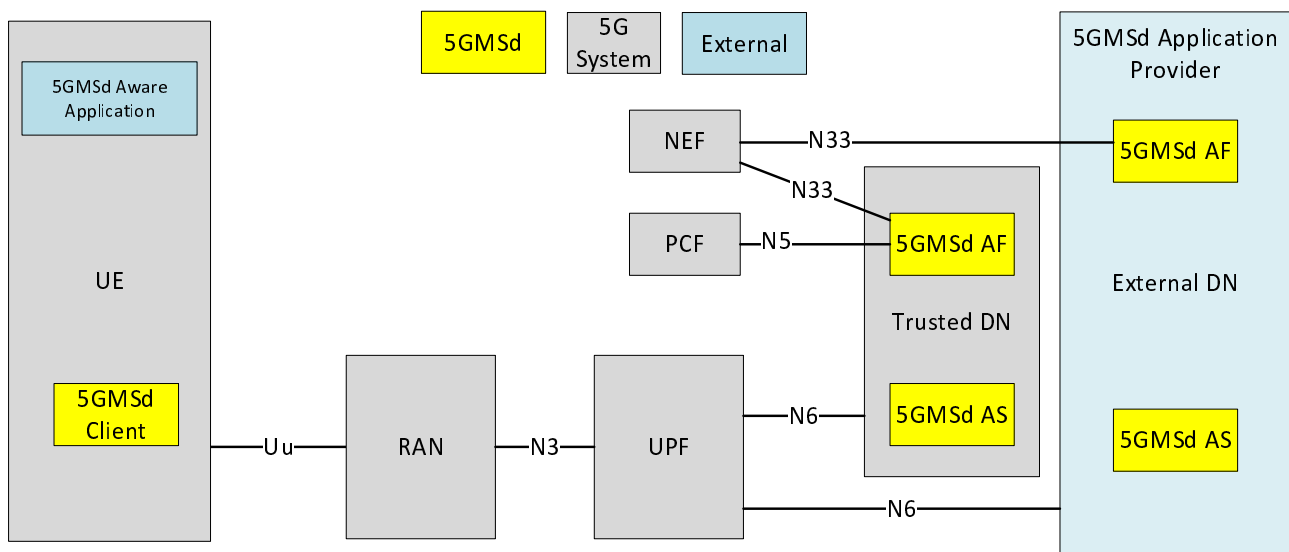 5GMSd
5G
System
External
5GMSd Application
Provider
5GMSd Aware
Application
NEF
N33
5GMSd AF
N33
PCF
N5
5GMSd AF
UE
External DN
Trusted DN
5GMSd
Client
5GMSd AS
N6
5GMSd AS
Uu
RAN
N3
UPF
N6